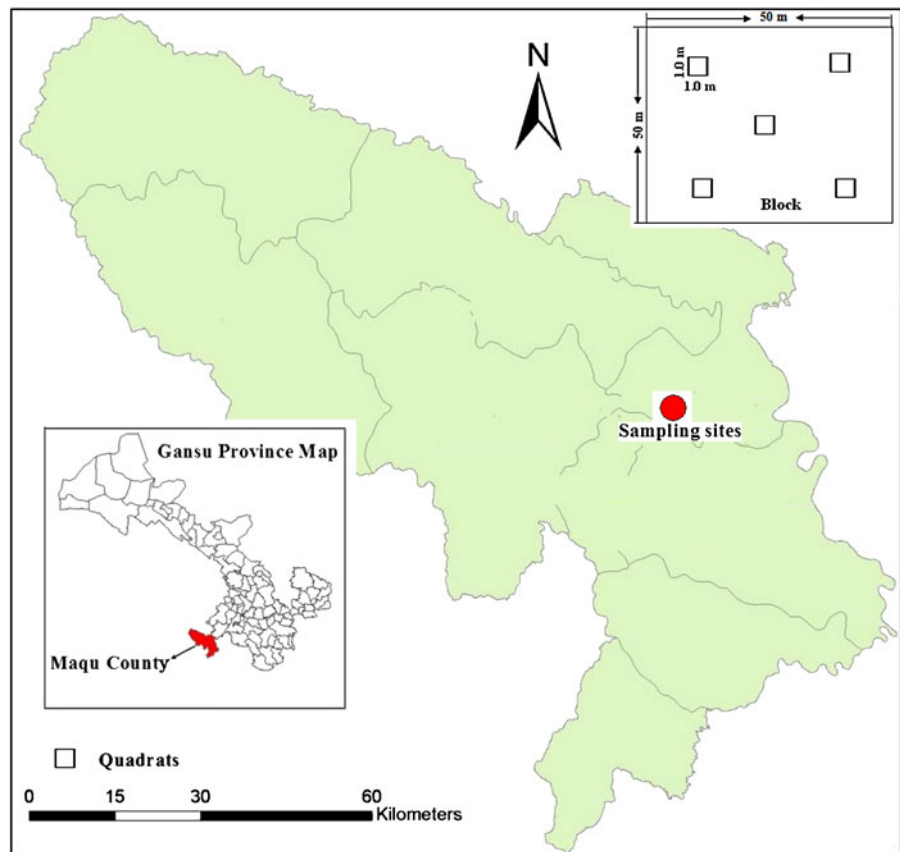 50 m
50 m
1.0 m
1.0 m
Block
N
Sampling sites
Gansu Province Map
Maqu County
Quadrats
0 15 30 60
Kilometers